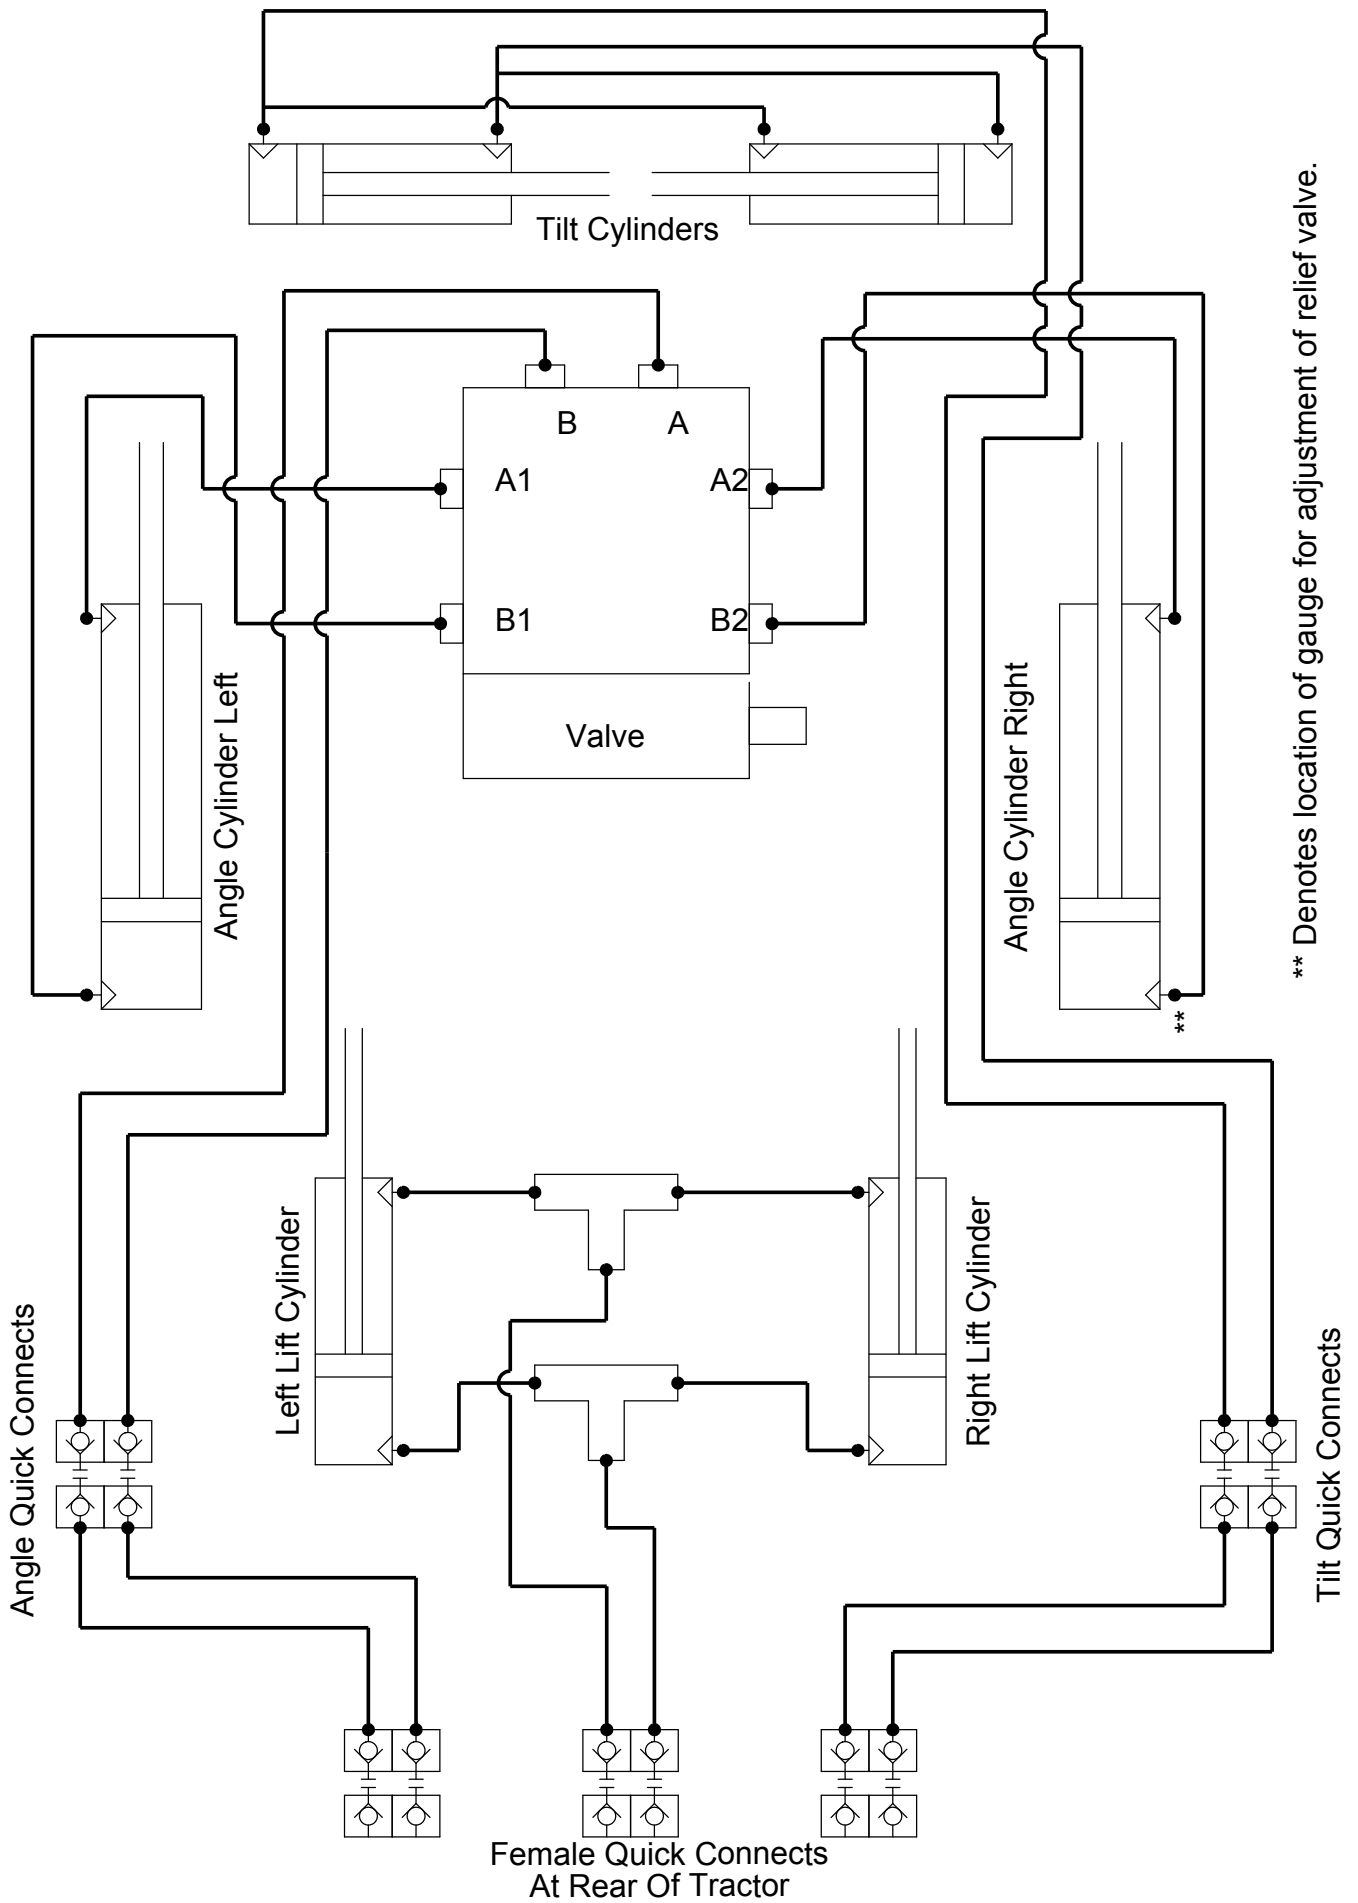 Tilt Cylinders
** Denotes location of gauge for adjustment of relief valve.
B
A
A1
A2
B1
B2
Valve
Angle Cylinder Left
Angle Cylinder Right
**
Left Lift Cylinder
Right Lift Cylinder
Angle Quick Connects
Tilt Quick Connects
Female Quick Connects
At Rear Of Tractor